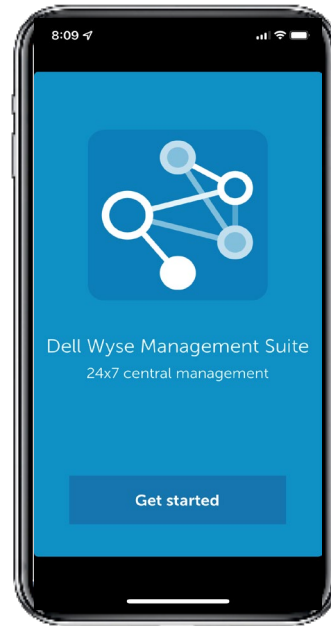 8:09
Dell Wyse Management Suite
24x7 central management
Get started